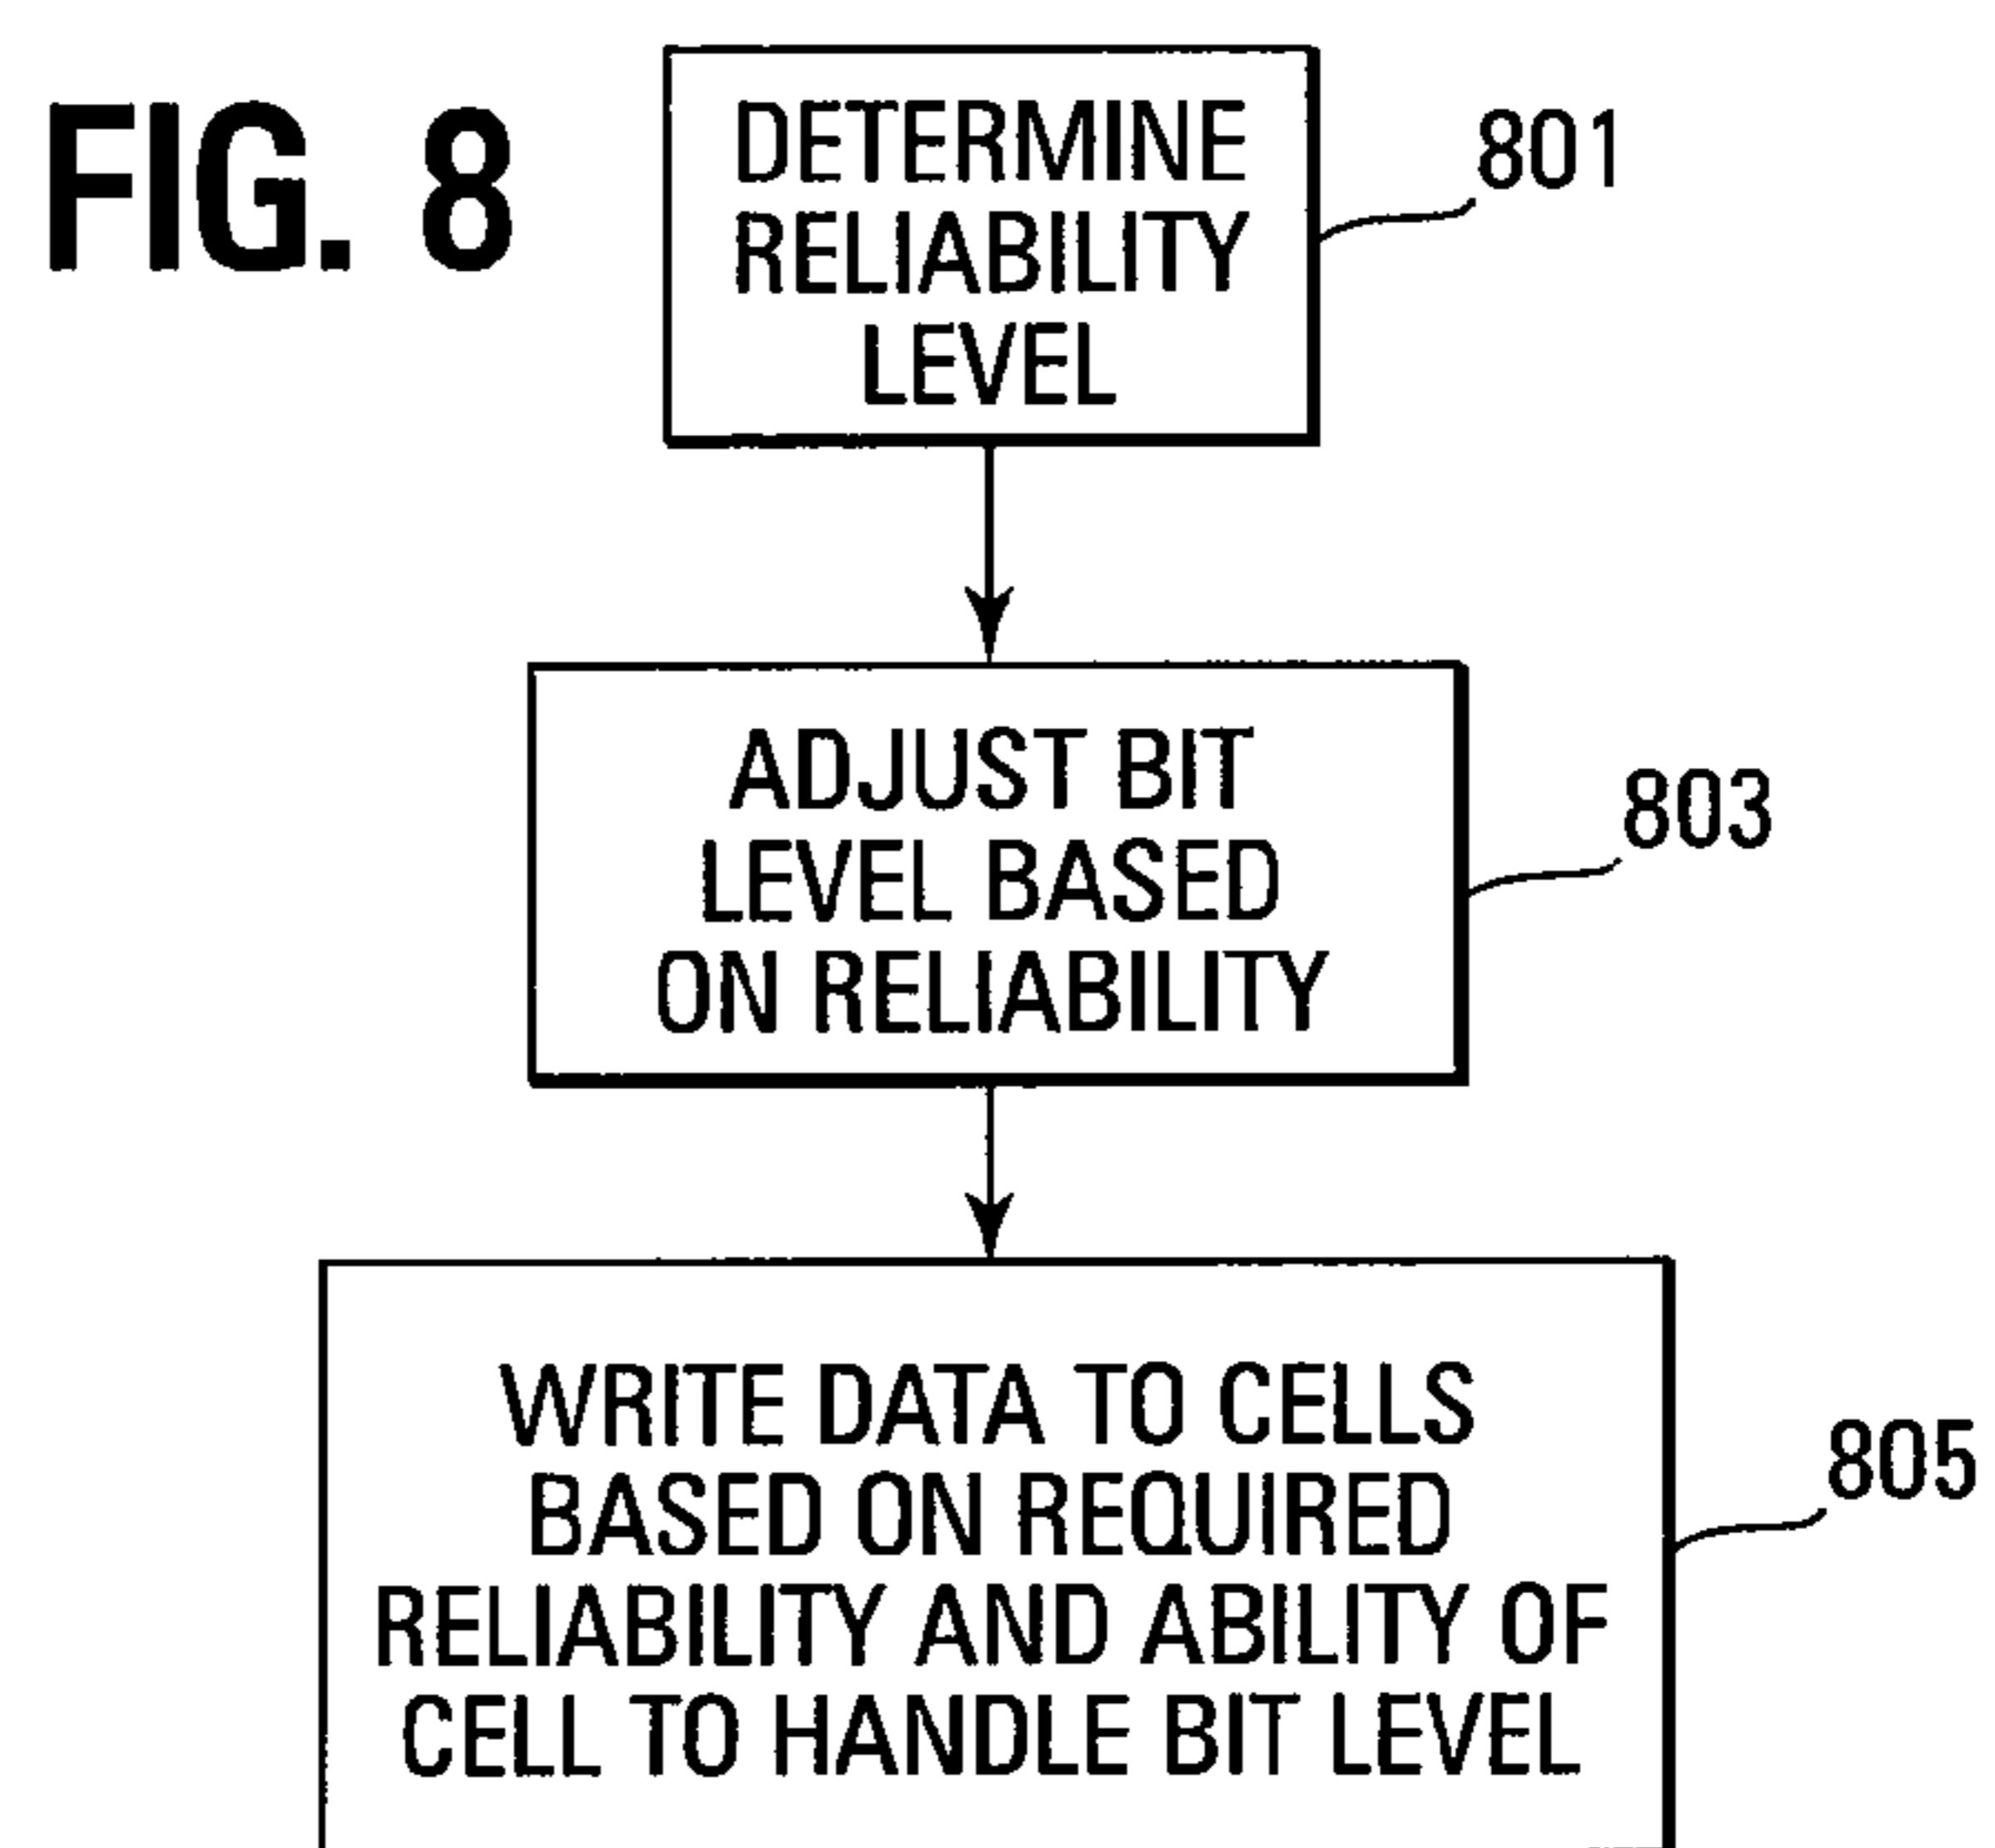 FIG. 8
DETERMINE
RELIABILITY
LEVEL
801
ADJUST BIT
LEVEL BASED
ON RELIABILITY
803
WRITE DATA TO CELLS
BASED ON REQUIRED
RELIABILITY AND ABILITY OF
CELL TO HANDLE BIT LEVEL
805